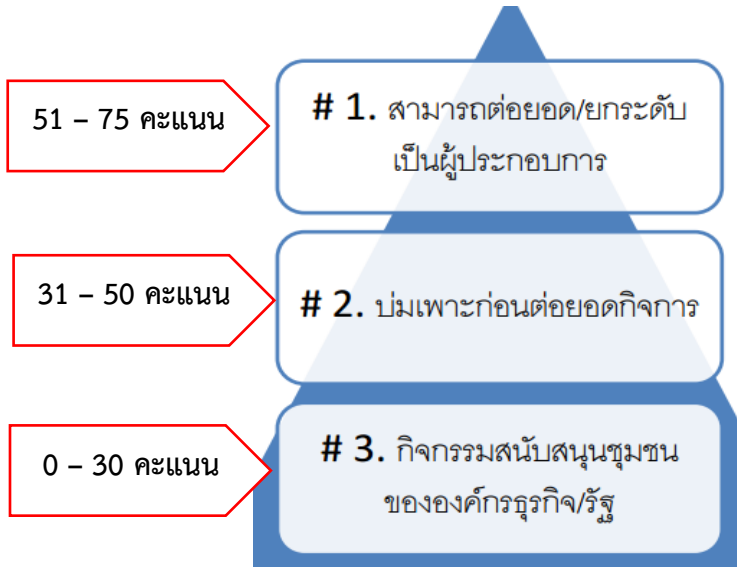 51 – 75 คะแนน
# 1. สามารถต่อยอด/ยกระดับ
เป็นผู้ประกอบการ
31 – 50 คะแนน
# 2. บ่มเพาะก่อนต่อยอดกิจการ
0 – 30 คะแนน
# 3. กิจกรรมสนับสนุนชุมชน
ขององค์กรธุรกิจ/รัฐ